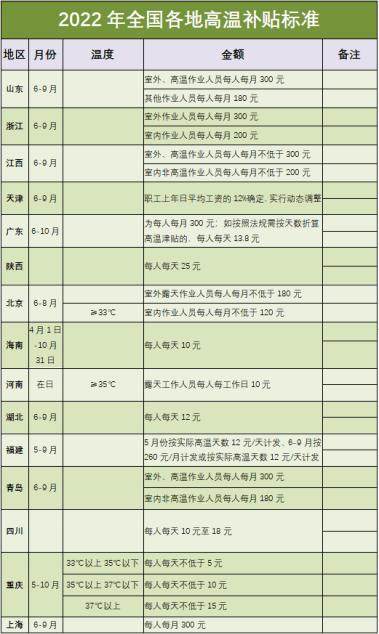 2022 年全国各地高温补贴标准
地区 月份 温度 金额 备注
山东 6-9 月 室外、高温作业人员每人每月 300 元
其他作业人员每人每月 180 元
浙江 6-9 月 室外作业人员每人每月 300 元
室内作业人员每人每月 200 元
江西 6-9 月 室外、高温作业人员每人每月不低于 300 元
室内非高温作业人员每人每月不低于 200 元
天津 6-9 月 职工上年日平均工资的 12%确定，实行动态调整
广东 6-10 月 为每人每月 300 元；如按照法规需按天数折算
高温津贴的，每人每天 13.8 元
陕西 每人每天 25 元
北京 6-8 月 室外露天作业人员每人每月不低于 180 元
≥33℃ 室内作业人员每人每月不低于 120 元
海南 4 月 1 日
-10 月
31 日
每人每天 10 元
河南 在日 ≥35℃ 露天工作人员每人每工作日 10 元
湖北 6-9 月 每人每天 12 元
福建 5-9 月 5 月份按实际高温天数 12 元/天计发，6-9 月按
260 元/月计发或按实际高温天数 12 元/天计发
青岛 6-9 月 室外、高温作业人员每人每月 300 元
室内非高温作业人员每人每月 180 元
四川 每人每天 10 元至 18 元
重庆 5-10 月 33℃以上 35℃以下 每人每天不低于 5 元
35℃以上 37℃以下 每人每天不低于 10 元
37℃以上 每人每天不低于 15 元
上海 6-9 月 每人每月 300 元